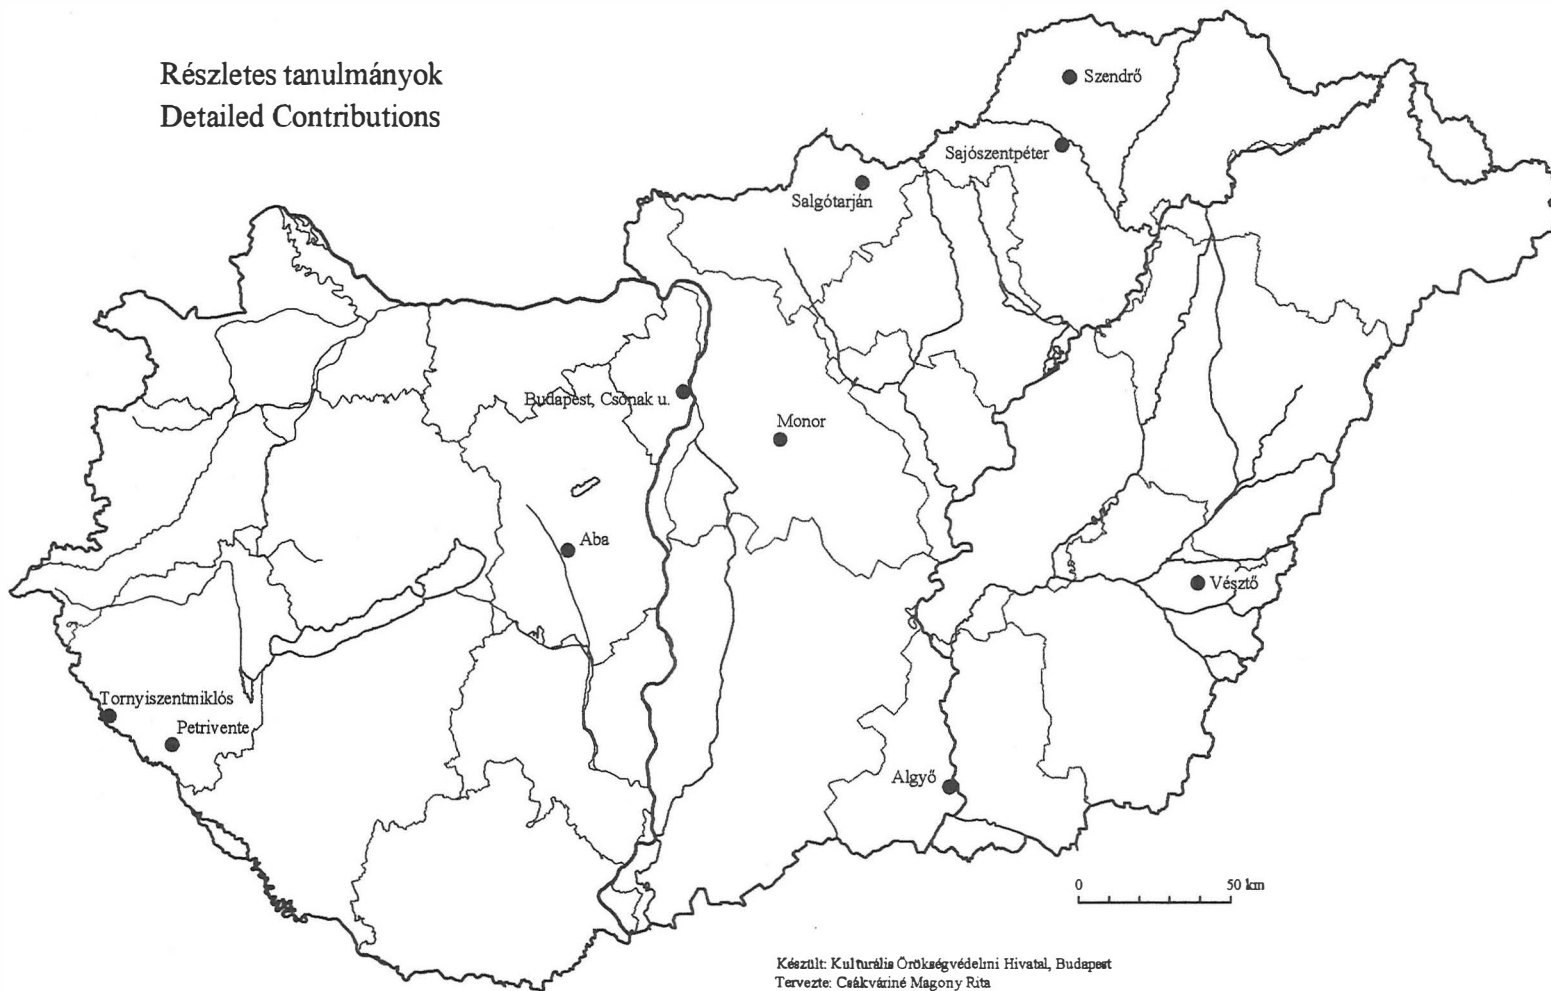 Részletes tanulmányok
Detailed Contributions
Szendrő
Sajószentpéter
Salgótarján
Budapest, Csónak u.
Monor
Aba
Vésztő
Tornyiszentmiklós
Petrivente
Algyő
0 50 km
Készült: Kulturális Örökségvédelmi Hivatal, Budapest
Tervezte: Csákváriné Magony Rita